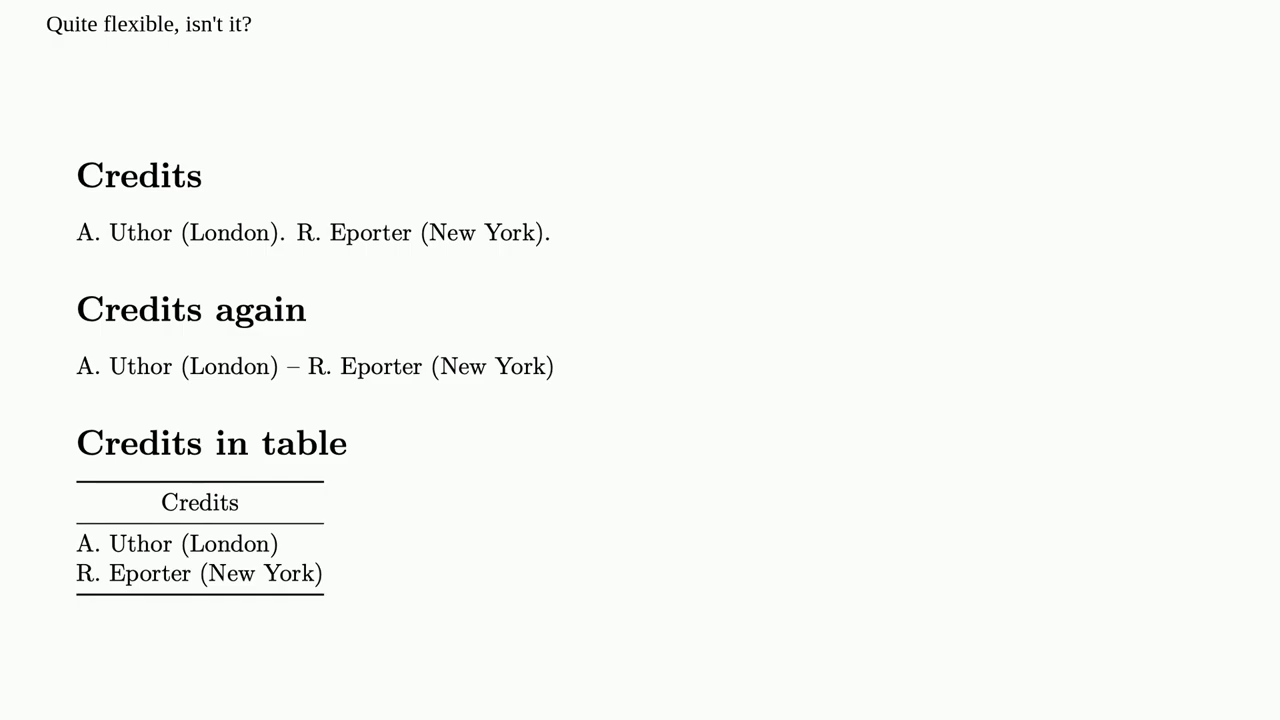 Quite flexible, isn't it?
Credits
A. Uthor (London). R. Eporter (New York).
Credits again
A. Uthor (London) – R. Eporter (New York)
Credits in table
Credits
A. Uthor (London)
R. Eporter (New York)